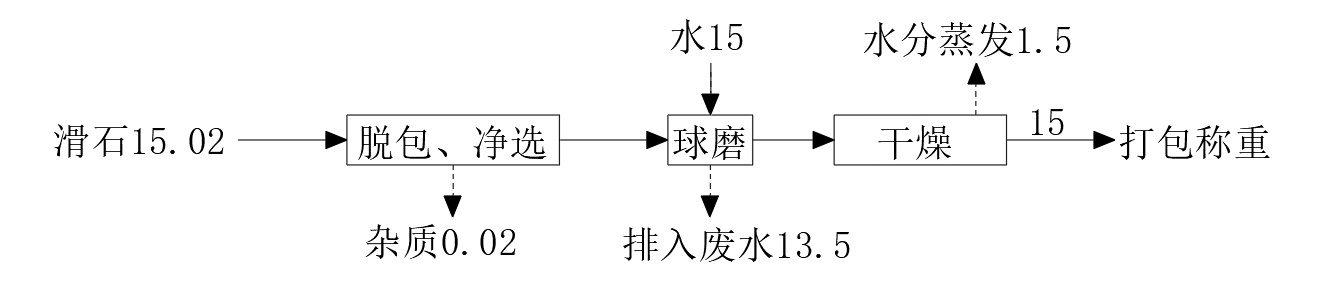 水15
水分蒸发1.5
滑石15.02
脱包、净选
球磨
干燥
15
打包称重
杂质0.02
排入废水13.5